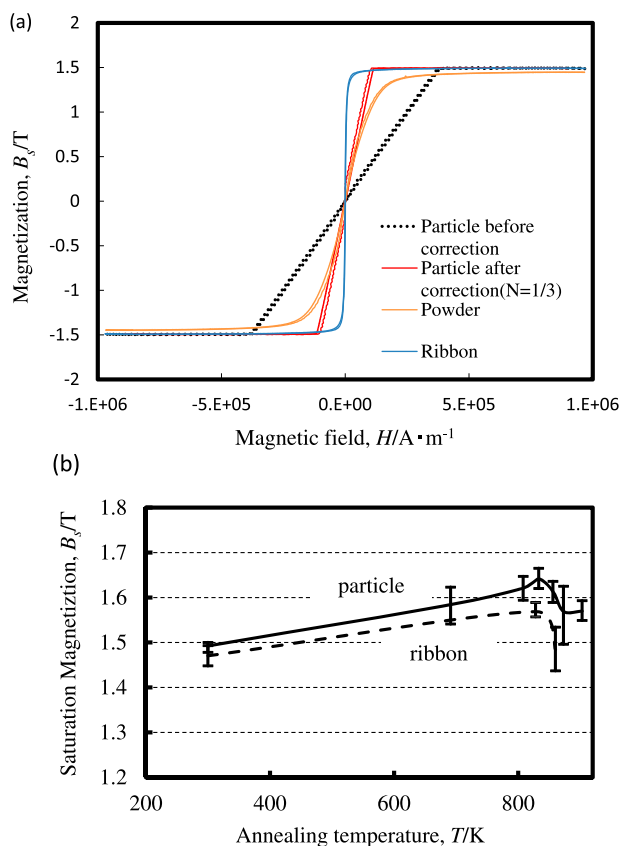 (a)
Magnetization, Bs/T
2
1.5
1
0.5
0
-0.5
-1
-1.5
-2
Particle before
correction
Particle after
correction(N=1/3)
Powder
Ribbon
-1.E+06
-5.E+05
0.E+00
5.E+05
1.E+06
Magnetic field, H/A・m⁻¹
(b)
Saturation Magnetiztion, Bs/T
1.8
1.7
1.6
1.5
1.4
1.3
1.2
particle
ribbon
200
400
600
800
Annealing temperature, T/K